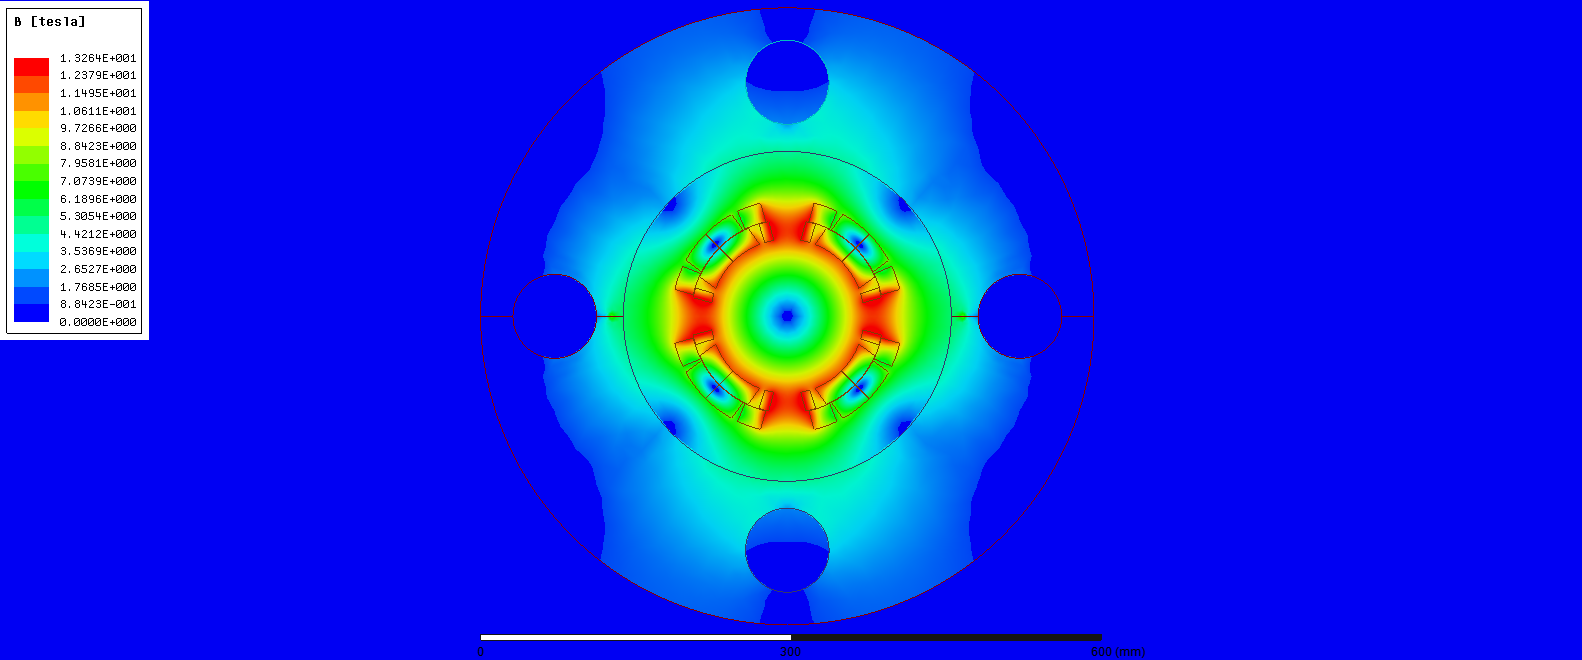 B [tesla]
1.3264E+001
1.2379E+001
1.1495E+001
1.0611E+001
9.7266E+000
8.8423E+000
7.9581E+000
7.0739E+000
6.1896E+000
5.3054E+000
4.4212E+000
3.5369E+000
2.6527E+000
1.7685E+000
8.8423E-001
0.0000E+000
0 300 600 (mm)